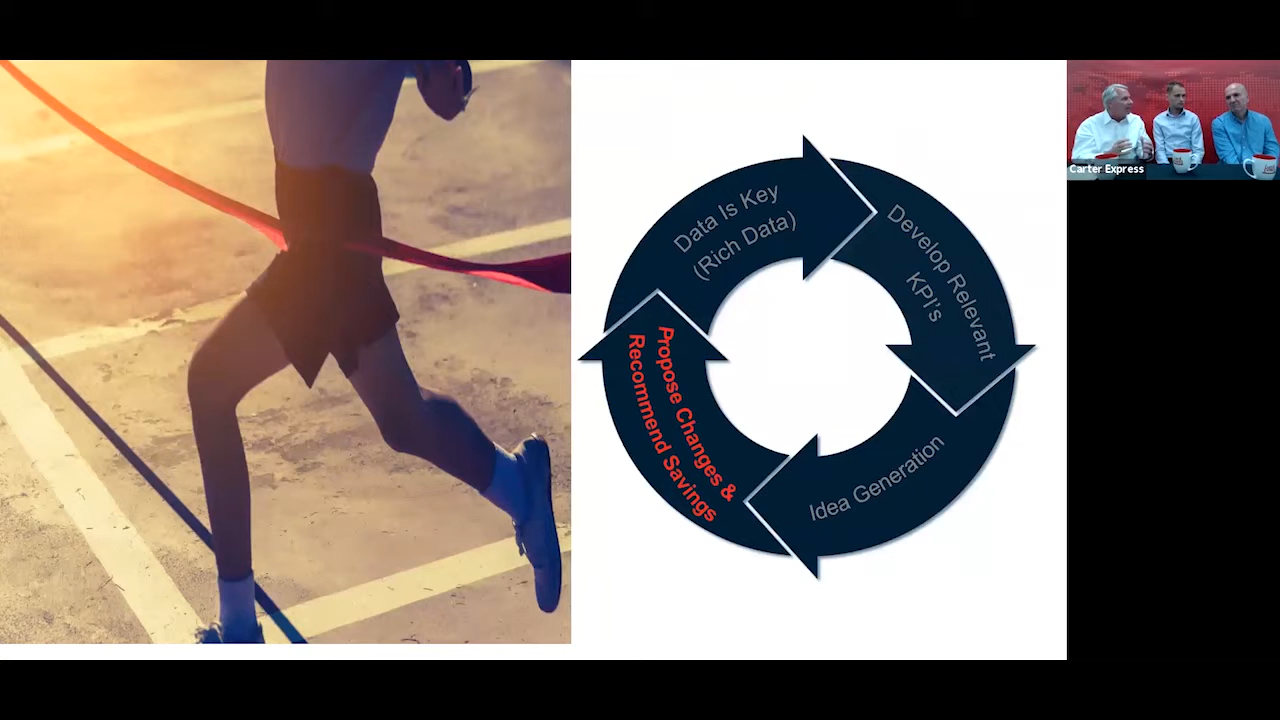 Data Is Key
(Rich Data)
Develop Relevant
KPI's
Idea Generation
Propose Changes &
Recommend Savings
Carter Express